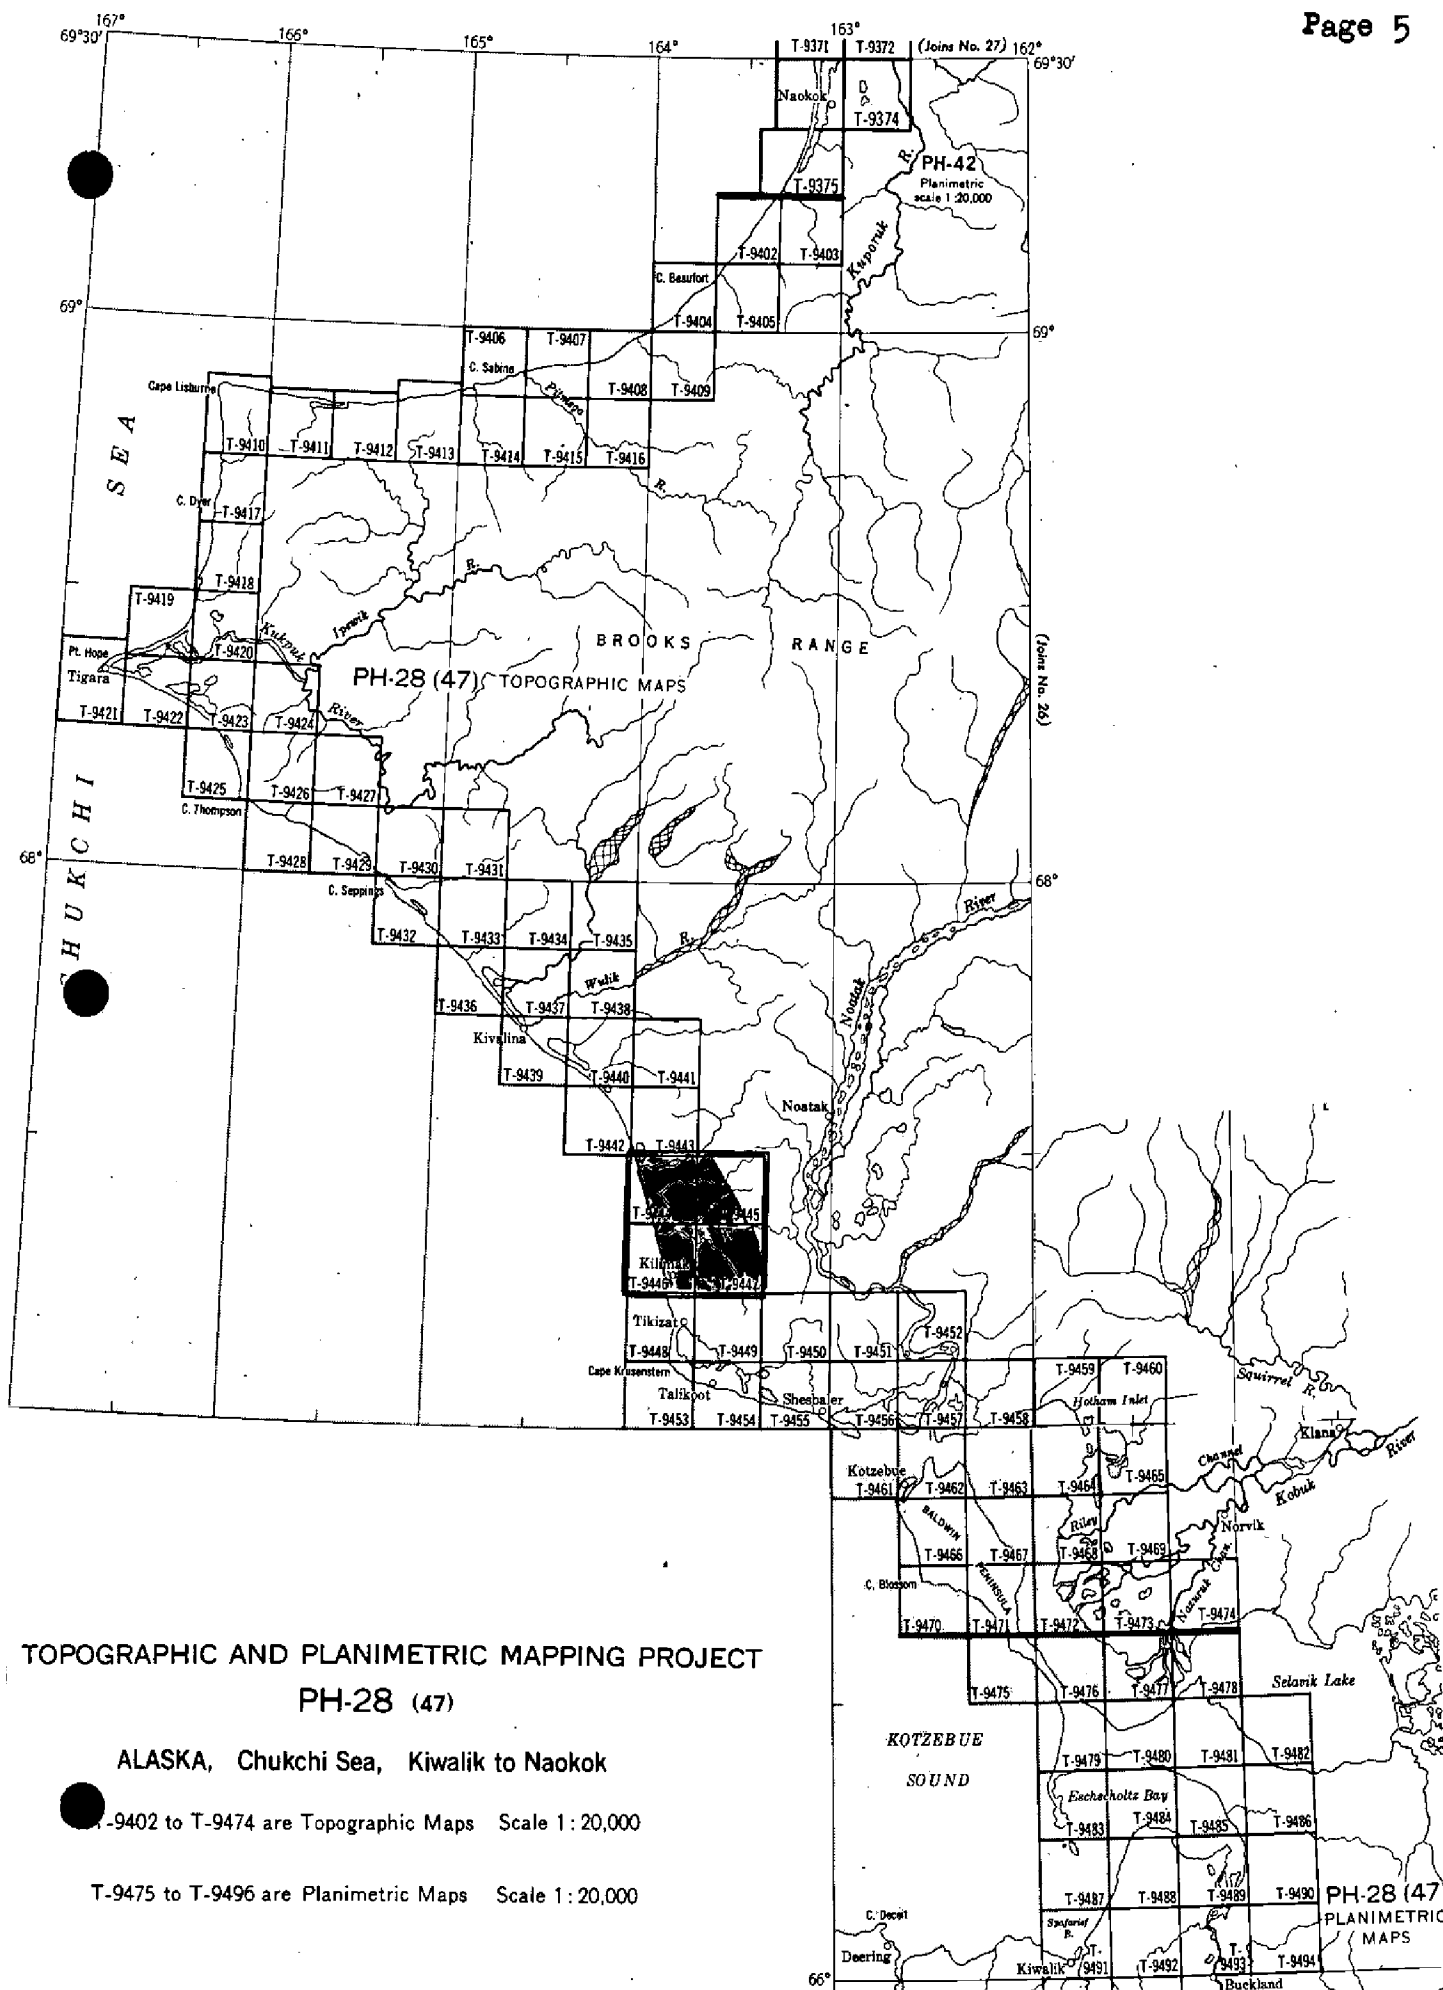 Page 5
167°
69°30'
166°
165°
164°
163°
T-9371
T-9372
(Joins No. 27)
162°
69°30'
Naokok
T-9374
R.
PH-42
Planimetric
scale 1:20,000
T-9375
Kuporuk
T-9402
T-9403
C. Beaufort
69°
T-9404
T-9405
69°
T-9406
T-9407
C. Sabine
Cape Lisburne
Pitmega
T-9408
T-9409
SEA
T-9410
T-9411
T-9412
T-9413
T-9414
T-9415
T-9416
R.
C. Dyer
T-9417
R.
T-9418
T-9419
Ipewik
Kukpuk
BROOKS RANGE
(Joins No. 26)
Pt. Hope
T-9420
Tigara
PH-28 (47) TOPOGRAPHIC MAPS
River
T-9421
T-9422
T-9423
T-9424
T-9425
T-9426
T-9427
C. Thompson
CHUKCHI
68°
T-9428
T-9429
T-9430
T-9431
68°
C. Seppings
River
T-9432
T-9433
T-9434
T-9435
R.
Wulik
Noatak
T-9436
T-9437
T-9438
Kivalina
T-9439
T-9440
T-9441
Noatak
T-9442
T-9443
T-9446
T-9447
Tikizat
T-9452
T-9448
T-9449
T-9450
T-9451
Cape Krusenstern
T-9459
T-9460
Squirrel R.
Talikoot
Sheshaler
Hotham Inlet
T-9453
T-9454
T-9455
T-9456
T-9457
T-9458
Kiana
River
Channel
Kotzebue
T-9465
T-9461
T-9462
T-9463
T-9464
Kobuk
BALDWIN
Riley
Norvik
T-9466
T-9467
T-9468
T-9469
C. Blossom
PENINSULA
Nazuruk Chan.
T-9470
T-9471
T-9472
T-9473
T-9474
TOPOGRAPHIC AND PLANIMETRIC MAPPING PROJECT
PH-28 (47)
T-9475
T-9476
T-9477
T-9478
Selawik Lake
ALASKA, Chukchi Sea, Kiwalik to Naokok
KOTZEBUE
SOUND
T-9479
T-9480
T-9481
T-9482
Eschscholtz Bay
-9402 to T-9474 are Topographic Maps Scale 1:20,000
T-9483
T-9484
T-9485
T-9486
T-9475 to T-9496 are Planimetric Maps Scale 1:20,000
T-9487
T-9488
T-9489
T-9490
PH-28 (47
PLANIMETRIC
MAPS
C. Deceit
Spafarief
B.
Deering
Kiwalik
T-
9491
T-9492
T-
9493
T-9494
66°
Buckland